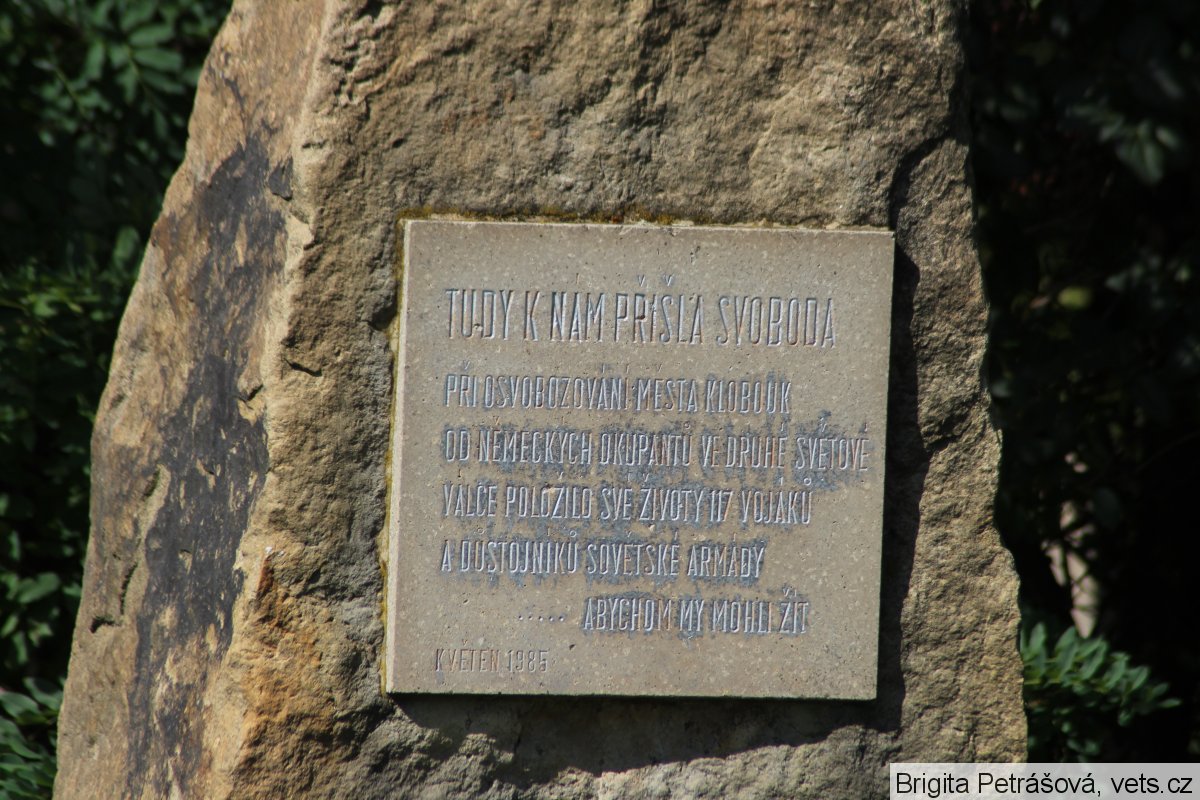 TUDY K NÁM PŘIŠLA SVOBODA
PŘI OSVOBOZOVÁNÍ MĚSTA KLOBOUK
OD NĚMECKÝCH OKUPANTŮ VE DRUHÉ SVĚTOVÉ
VÁLCE POLOŽILO SVÉ ŽIVOTY 117 VOJÁKŮ
A DŮSTOJNÍKŮ SOVĚTSKÉ ARMÁDY
..... ABYCHOM MY MOHLI ŽÍT
KVĚTEN 1985
Brigita Petrášová, vets.cz